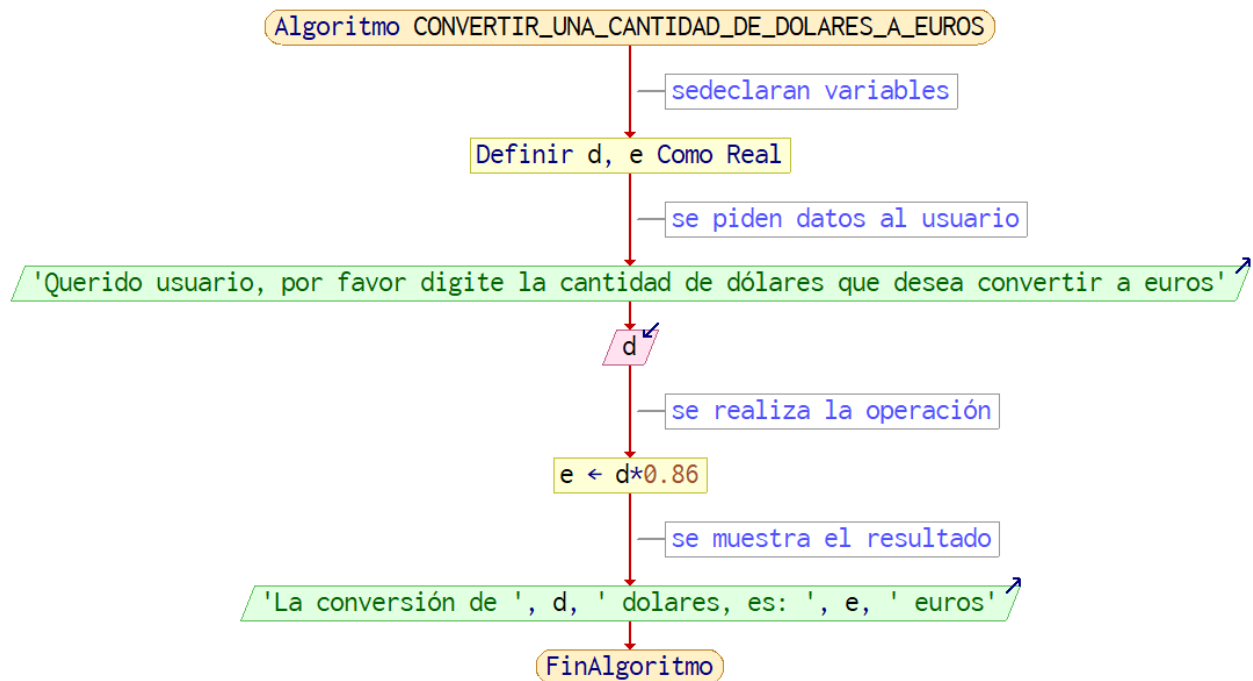 Algoritmo CONVERTIR_UNA_CANTIDAD_DE_DOLARES_A_EUROS
sedeclaran variables
Definir d, e Como Real
se piden datos al usuario
'Querido usuario, por favor digite la cantidad de dólares que desea convertir a euros'
d
se realiza la operación
e ← d*0.86
se muestra el resultado
'La conversión de ', d, ' dolares, es: ', e, ' euros'
FinAlgoritmo